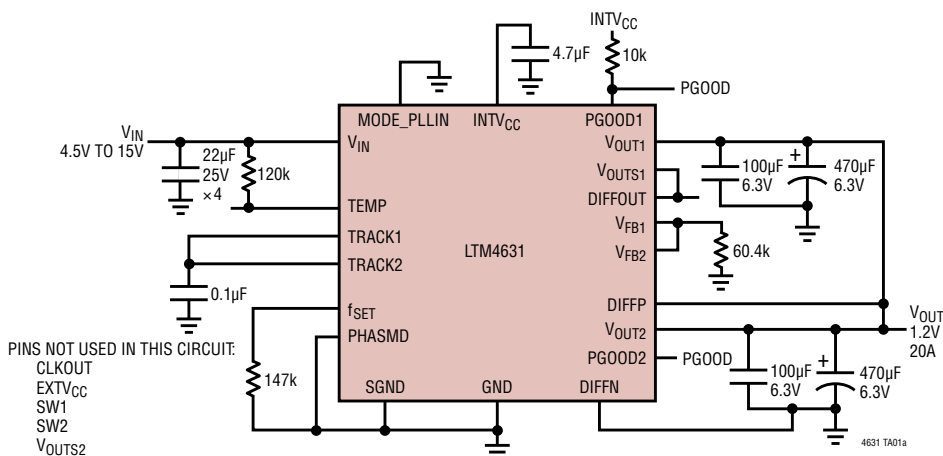 INTVCC
4.7µF
10k
PGOOD
MODE_PLLIN
INTVCC
PGOOD1
VIN
4.5V TO 15V
VIN
VOUT1
22µF
25V
×4
120k
100µF
6.3V
+
470µF
6.3V
VOUTS1
DIFFOUT
TEMP
TRACK1
LTM4631
VFB1
60.4k
TRACK2
VFB2
0.1µF
fSET
DIFFP
PHASMD
VOUT2
VOUT
1.2V
20A
PINS NOT USED IN THIS CIRCUIT:
CLKOUT
EXTVCC
SW1
SW2
VOUTS2
147k
PGOOD2
PGOOD
SGND
GND
DIFFN
100µF
6.3V
+
470µF
6.3V
4631 TA01a